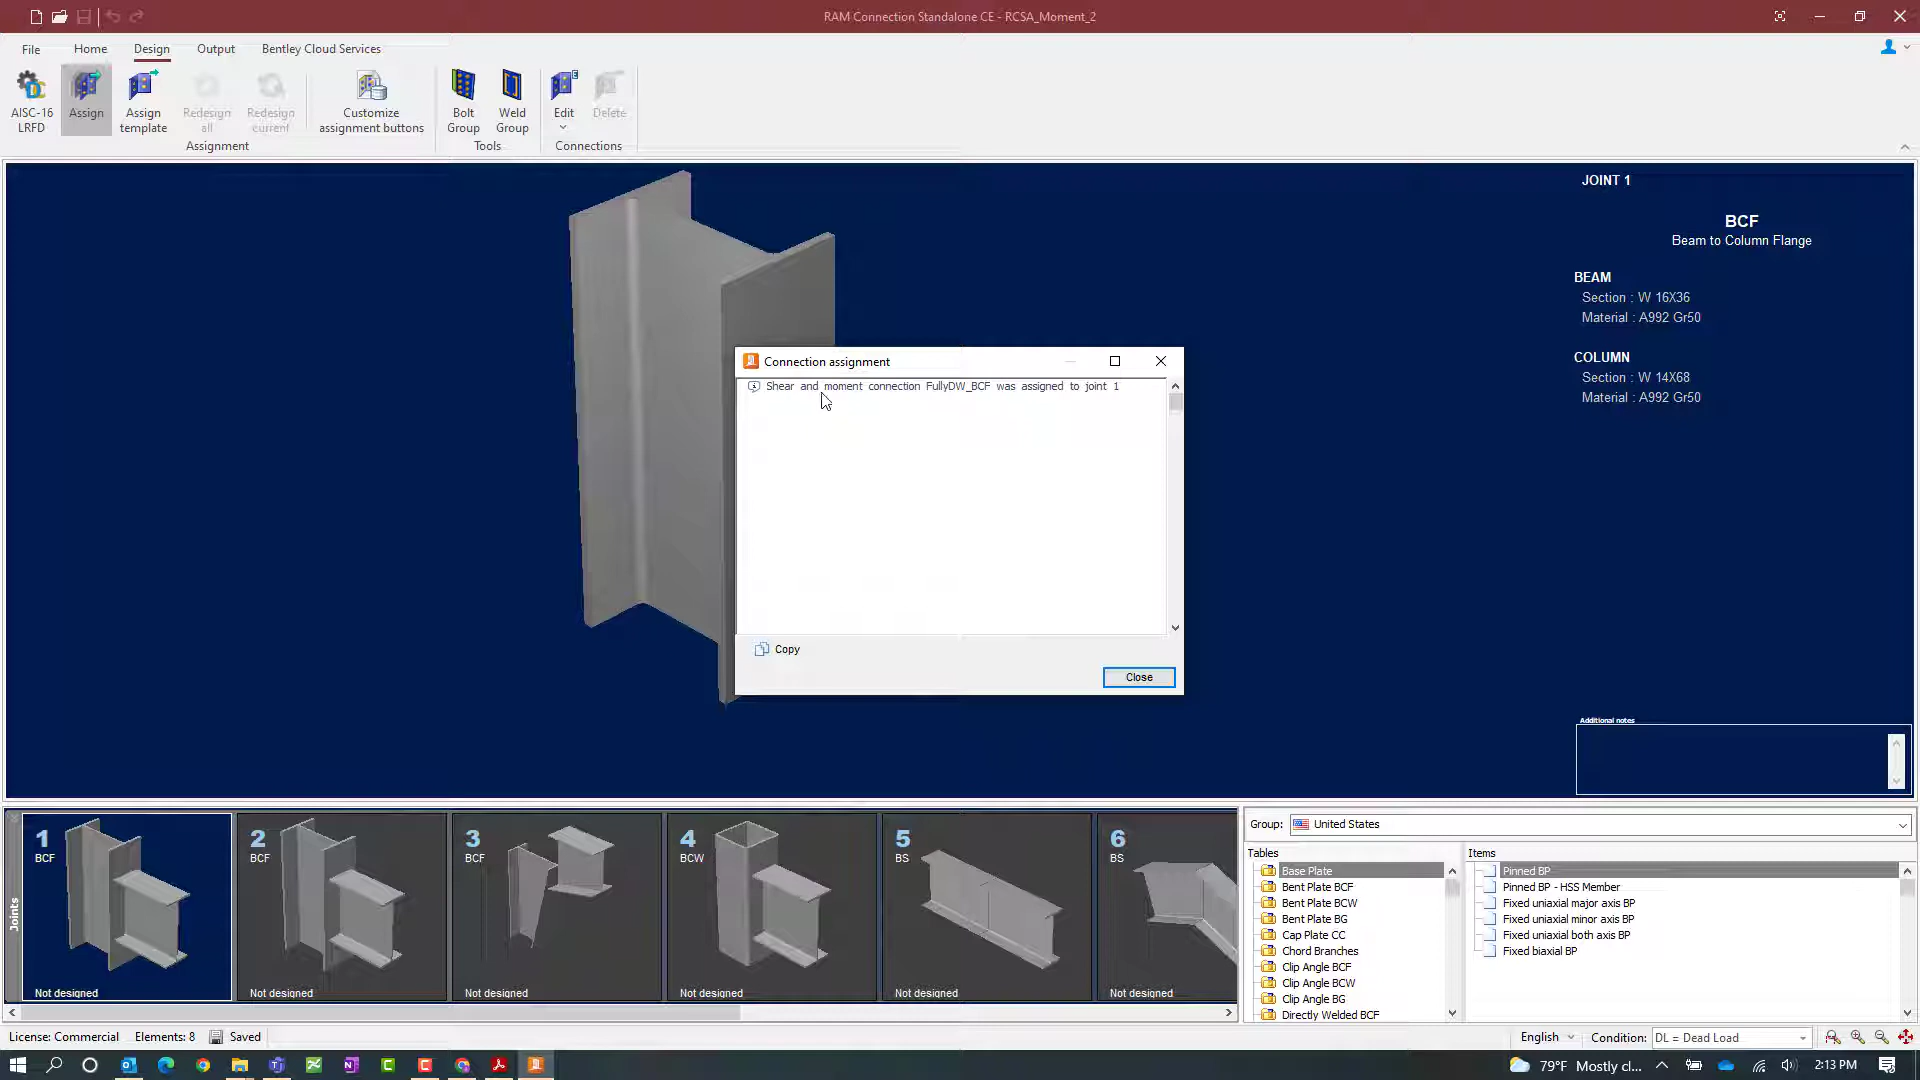 RAM Connection Standalone CE - RCSA_Moment_2
File Home Design Output Bentley Cloud Services
AISC-16 LRFD
Assign
Assign template
Redesign all
Redesign current
Customize assignment buttons
Bolt Group
Weld Group
Edit
Delete
Assignment Tools Connections
JOINT 1
BCF
Beam to Column Flange
BEAM
Section : W 16X36
Material : A992 Gr50
COLUMN
Section : W 14X68
Material : A992 Gr50
Connection assignment
Shear and moment connection FullyDW_BCF was assigned to joint 1
Copy
Close
Additional notes
Joints
1 BCF Not designed
2 BCF Not designed
3 BCF Not designed
4 BCW Not designed
5 BS Not designed
6 BS Not designed
Group: United States
Tables
Base Plate
Bent Plate BCF
Bent Plate BCW
Bent Plate BG
Cap Plate CC
Chord Branches
Clip Angle BCF
Clip Angle BCW
Clip Angle BG
Directly Welded BCF
Items
Pinned BP
Pinned BP - HSS Member
Fixed uniaxial major axis BP
Fixed uniaxial minor axis BP
Fixed uniaxial both axis BP
Fixed biaxial BP
License: Commercial Elements: 8 Saved
English Condition: DL = Dead Load
79°F Mostly cl... 2:13 PM